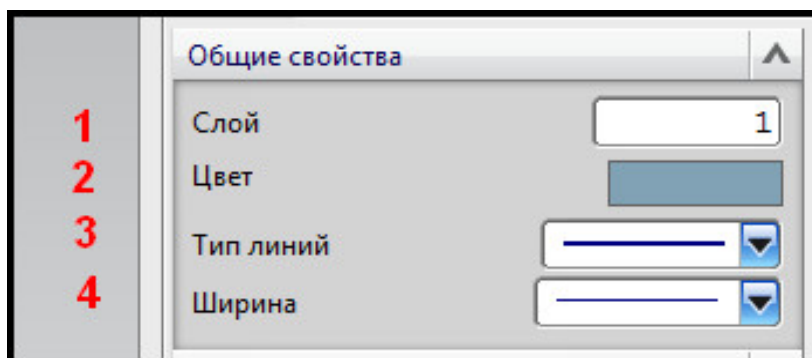 Общие свойства
1 Слой 1
2 Цвет
3 Тип линий
4 Ширина